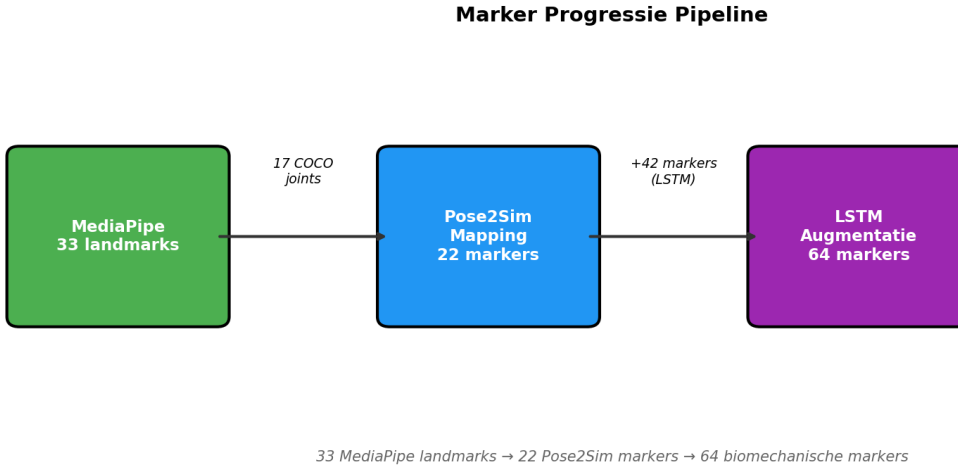 Marker Progressie Pipeline
17 COCO
joints
+42 markers
(LSTM)
MediaPipe
33 landmarks
Pose2Sim
Mapping
22 markers
LSTM
Augmentatie
64 markers
33 MediaPipe landmarks → 22 Pose2Sim markers → 64 biomechanische markers